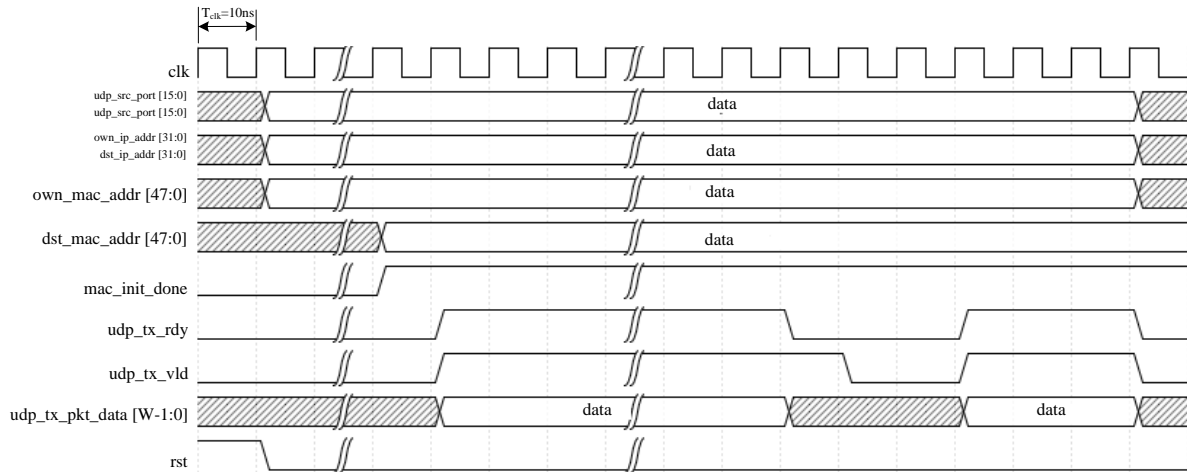 Tclk=10ns
clk
udp_src_port [15:0]
udp_src_port [15:0]
data
own_ip_addr [31:0]
dst_ip_addr [31:0]
data
own_mac_addr [47:0]
data
dst_mac_addr [47:0]
data
mac_init_done
udp_tx_rdy
udp_tx_vld
udp_tx_pkt_data [W-1:0]
data
data
rst